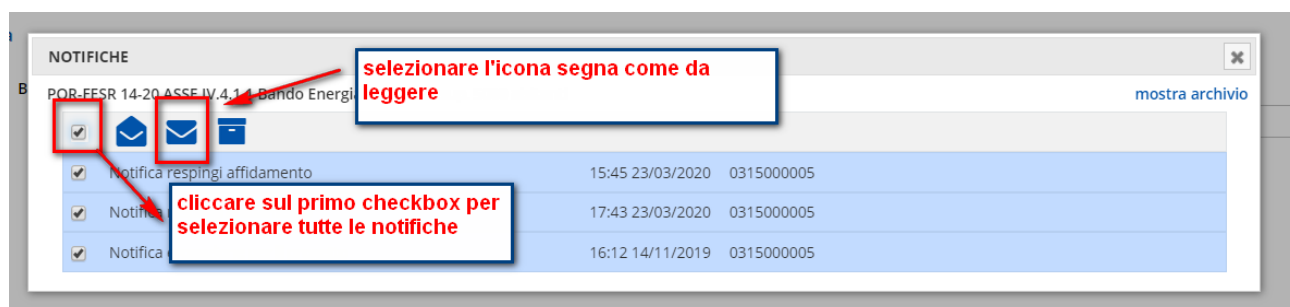 a
NOTIFICHE
selezionare l'icona segna come da
leggere
B
POR-FESR 14-20 ASSE IV.4.1.1 Bando Energi
mostra archivio
Notifica respingi affidamento 15:45 23/03/2020 0315000005
cliccare sul primo checkbox per
selezionare tutte le notifiche
Notifica 17:43 23/03/2020 0315000005
Notifica 16:12 14/11/2019 0315000005